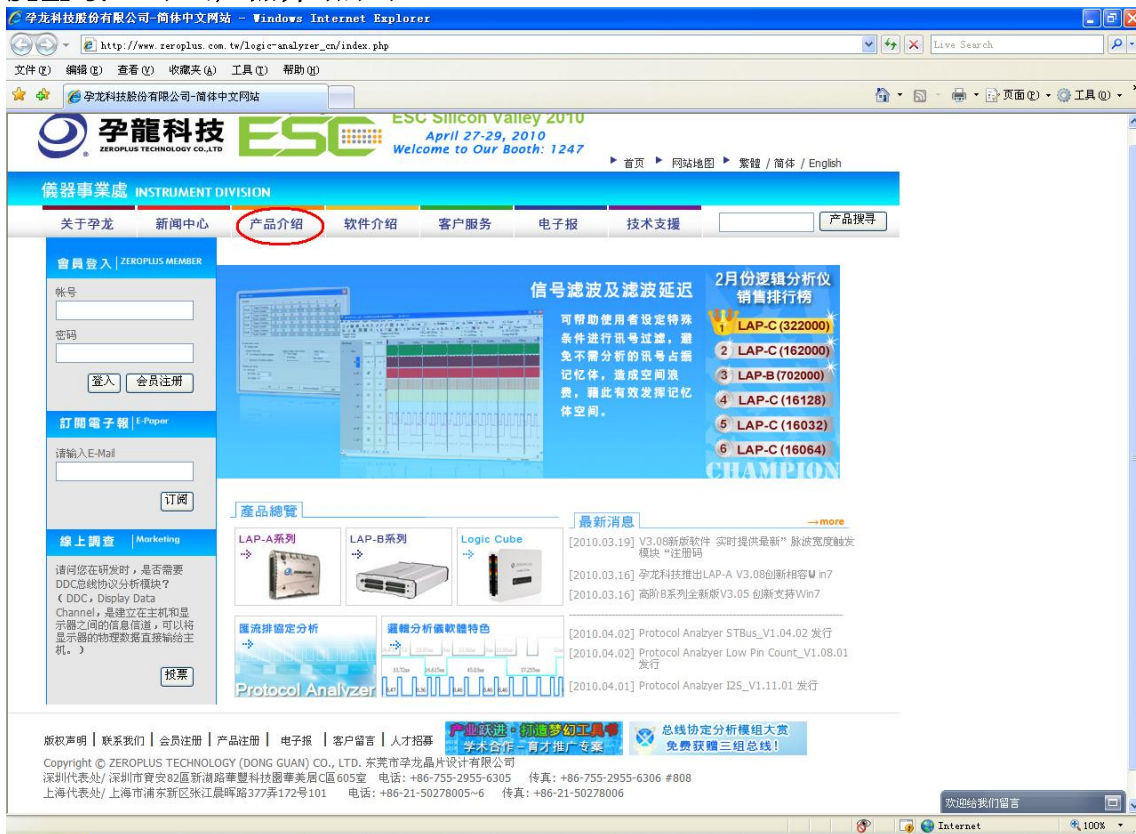 孕龙科技股份有限公司-简体中文网站 - Windows Internet Explorer
http://www.zeroplus.com.tw/logic-analyzer_cn/index.php
Live Search
文件(F) 编辑(E) 查看(V) 收藏夹(A) 工具(T) 帮助(H)
孕龙科技股份有限公司-简体中文网站
页面(P) 工具(O)
孕龍科技
ZEROPLUS TECHNOLOGY CO.,LTD
ESC
ESC Silicon Valley 2010
April 27-29, 2010
Welcome to Our Booth: 1247
首页 网站地图 繁體 / 简体 / English
儀器事業處 INSTRUMENT DIVISION
关于孕龙 新闻中心 产品介绍 软件介绍 客户服务 电子报 技术支援 产品搜寻
會員登入 ZEROPLUS MEMBER
帐号
密码
登入 会员注册
訂閱電子報 E-Paper
请输入E-Mail
订阅
線上調查 Marketing
请问您在研发时，是否需要
DDC总线协议分析模块？
( DDC, Display Data
Channel, 是建立在主机和显
示器之间的信息信道，可以将
显示器的物理数据直接输给主
机。)
投票
信号滤波及滤波延迟
可帮助使用者设定特殊
条件进行讯号过滤，避
免不需分析的讯号占据
记忆体，造成空间浪
费，藉此有效发挥记忆
体空间。
2月份逻辑分析仪
销售排行榜
1 LAP-C (322000)
2 LAP-C (162000)
3 LAP-B (702000)
4 LAP-C (16128)
5 LAP-C (16032)
6 LAP-C (16064)
CHAMPION
產品總覽
LAP-A系列
LAP-B系列
Logic Cube
匯流排協定分析
Protocol Analyzer
邏輯分析儀軟體特色
最新消息
→more
[2010.03.19] V3.08新版软件 实时提供最新”脉波宽度触发
模块“注册码
[2010.03.16] 孕龙科技推出LAP-A V3.08创新相容Win7
[2010.03.16] 高阶B系列全新版V3.05 创新支持Win7
[2010.04.02] Protocol Analzyer STBus_V1.04.02 发行
[2010.04.02] Protocol Analzyer Low Pin Count_V1.08.01
发行
[2010.04.01] Protocol Analzyer I2S_V1.11.01 发行
版权声明 | 联系我们 | 会员注册 | 产品注册 | 电子报 | 客户留言 | 人才招募
产业跃进·打造梦幻工具书
学术合作－育才推广专案
总线协定分析模组大赏
免费获赠三组总线！
Copyright © ZEROPLUS TECHNOLOGY (DONG GUAN) CO., LTD. 东莞市孕龙晶片设计有限公司
深圳代表处/ 深圳市寶安82區新湖路華豐科技園華美居C區605室 电话: +86-755-2955-6305 传真: +86-755-2955-6306 #808
上海代表处/ 上海市浦东新区张江晨晖路377弄172号101 电话: +86-21-50278005~6 传真: +86-21-50278006
欢迎给我们留言
Internet 100%